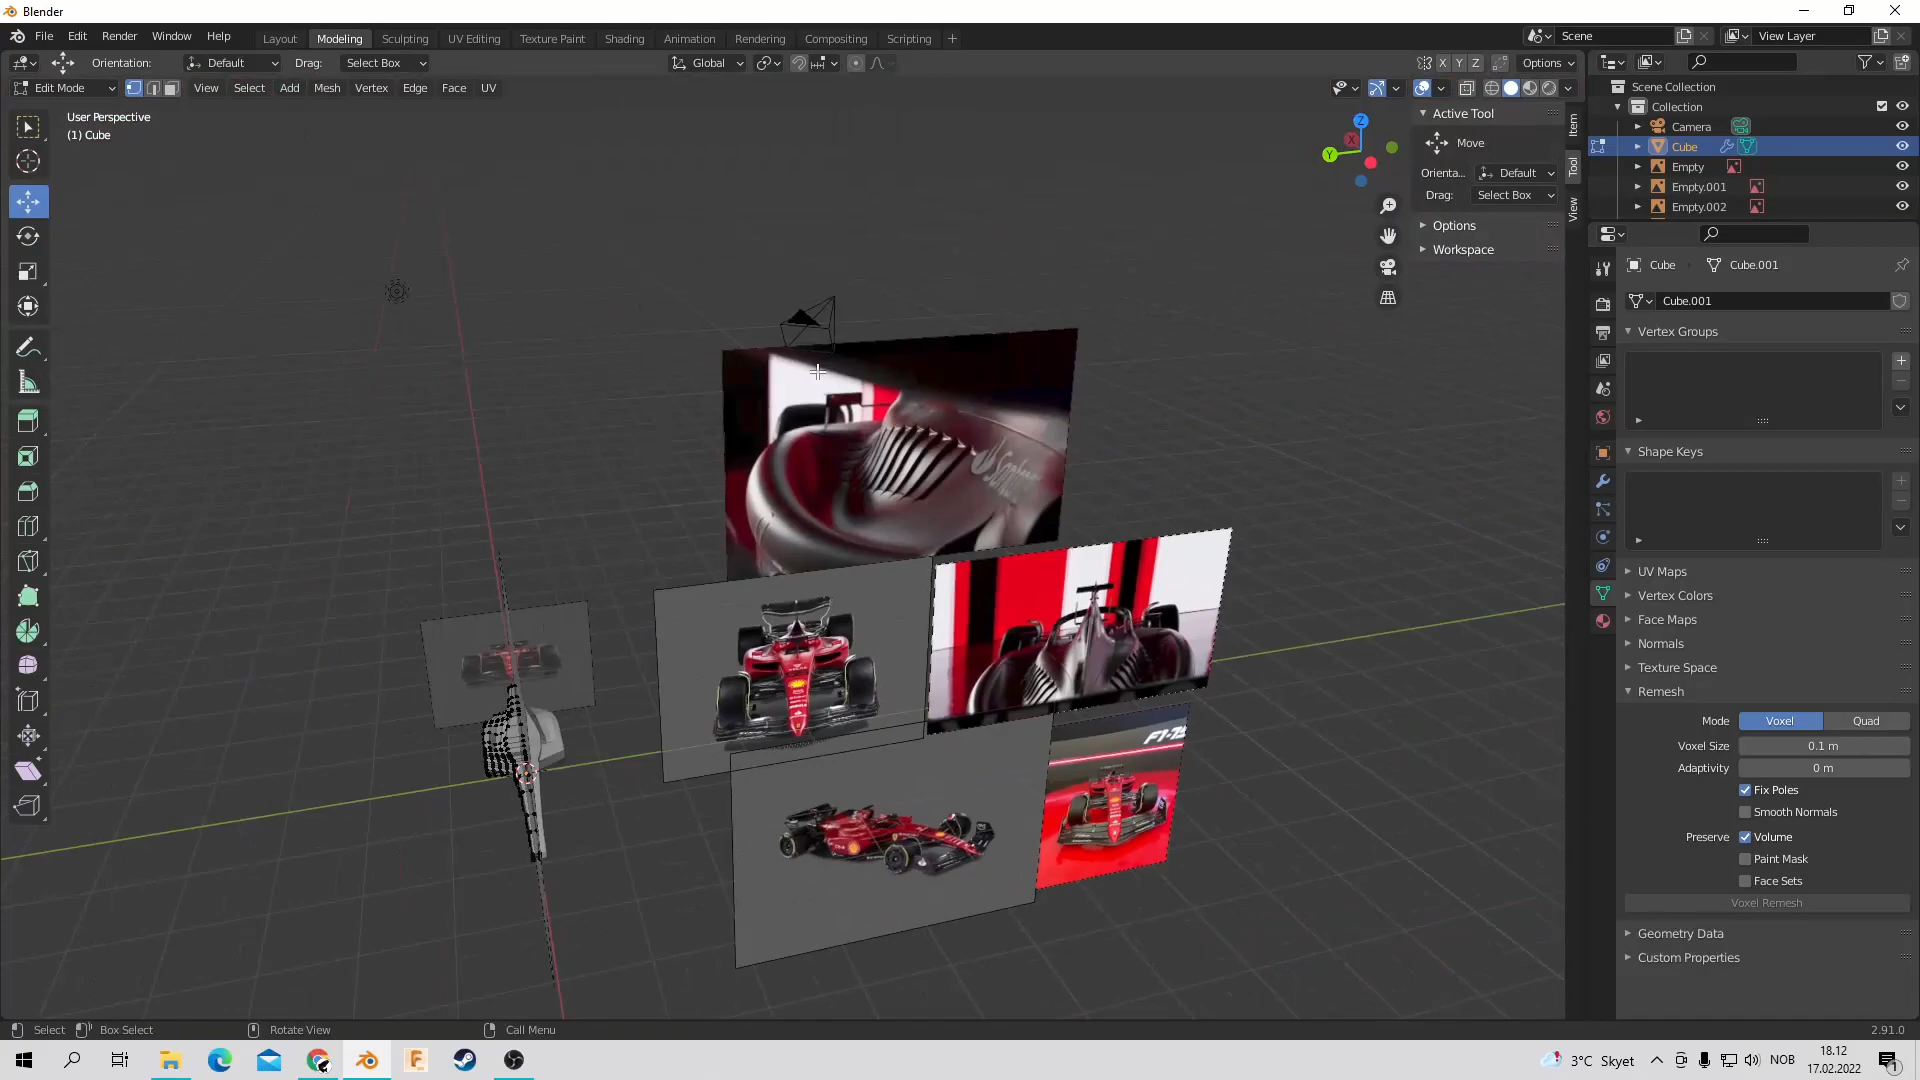 Blender
File Edit Render Window Help
Layout Modeling Sculpting UV Editing Texture Paint Shading Animation Rendering Compositing Scripting
Scene
View Layer
Orientation: Default Drag: Select Box
Global
Options
Edit Mode View Select Add Mesh Vertex Edge Face UV
User Perspective
(1) Cube
X Y Z
Z
X
Y
Active Tool
Move
Orienta... Default
Drag: Select Box
Options
Workspace
Item
Tool
View
Scene Collection
Collection
Camera
Cube
Empty
Empty.001
Empty.002
Cube Cube.001
Cube.001
Vertex Groups
Shape Keys
UV Maps
Vertex Colors
Face Maps
Normals
Texture Space
Remesh
Mode Voxel Quad
Voxel Size 0.1 m
Adaptivity 0 m
Fix Poles
Smooth Normals
Preserve Volume
Paint Mask
Face Sets
Voxel Remesh
Geometry Data
Custom Properties
F1-75
Select Box Select Rotate View Call Menu
2.91.0
3°C Skyet
NOB
18.12
17.02.2022
1